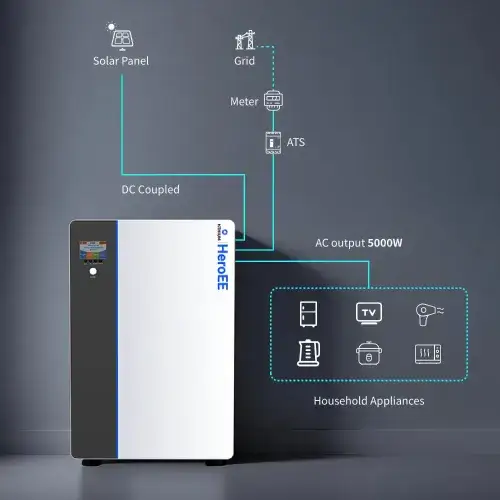 Solar Panel
Grid
Meter
ATS
DC Coupled
HeroEE
AC output 5000W
TV
Household Appliances